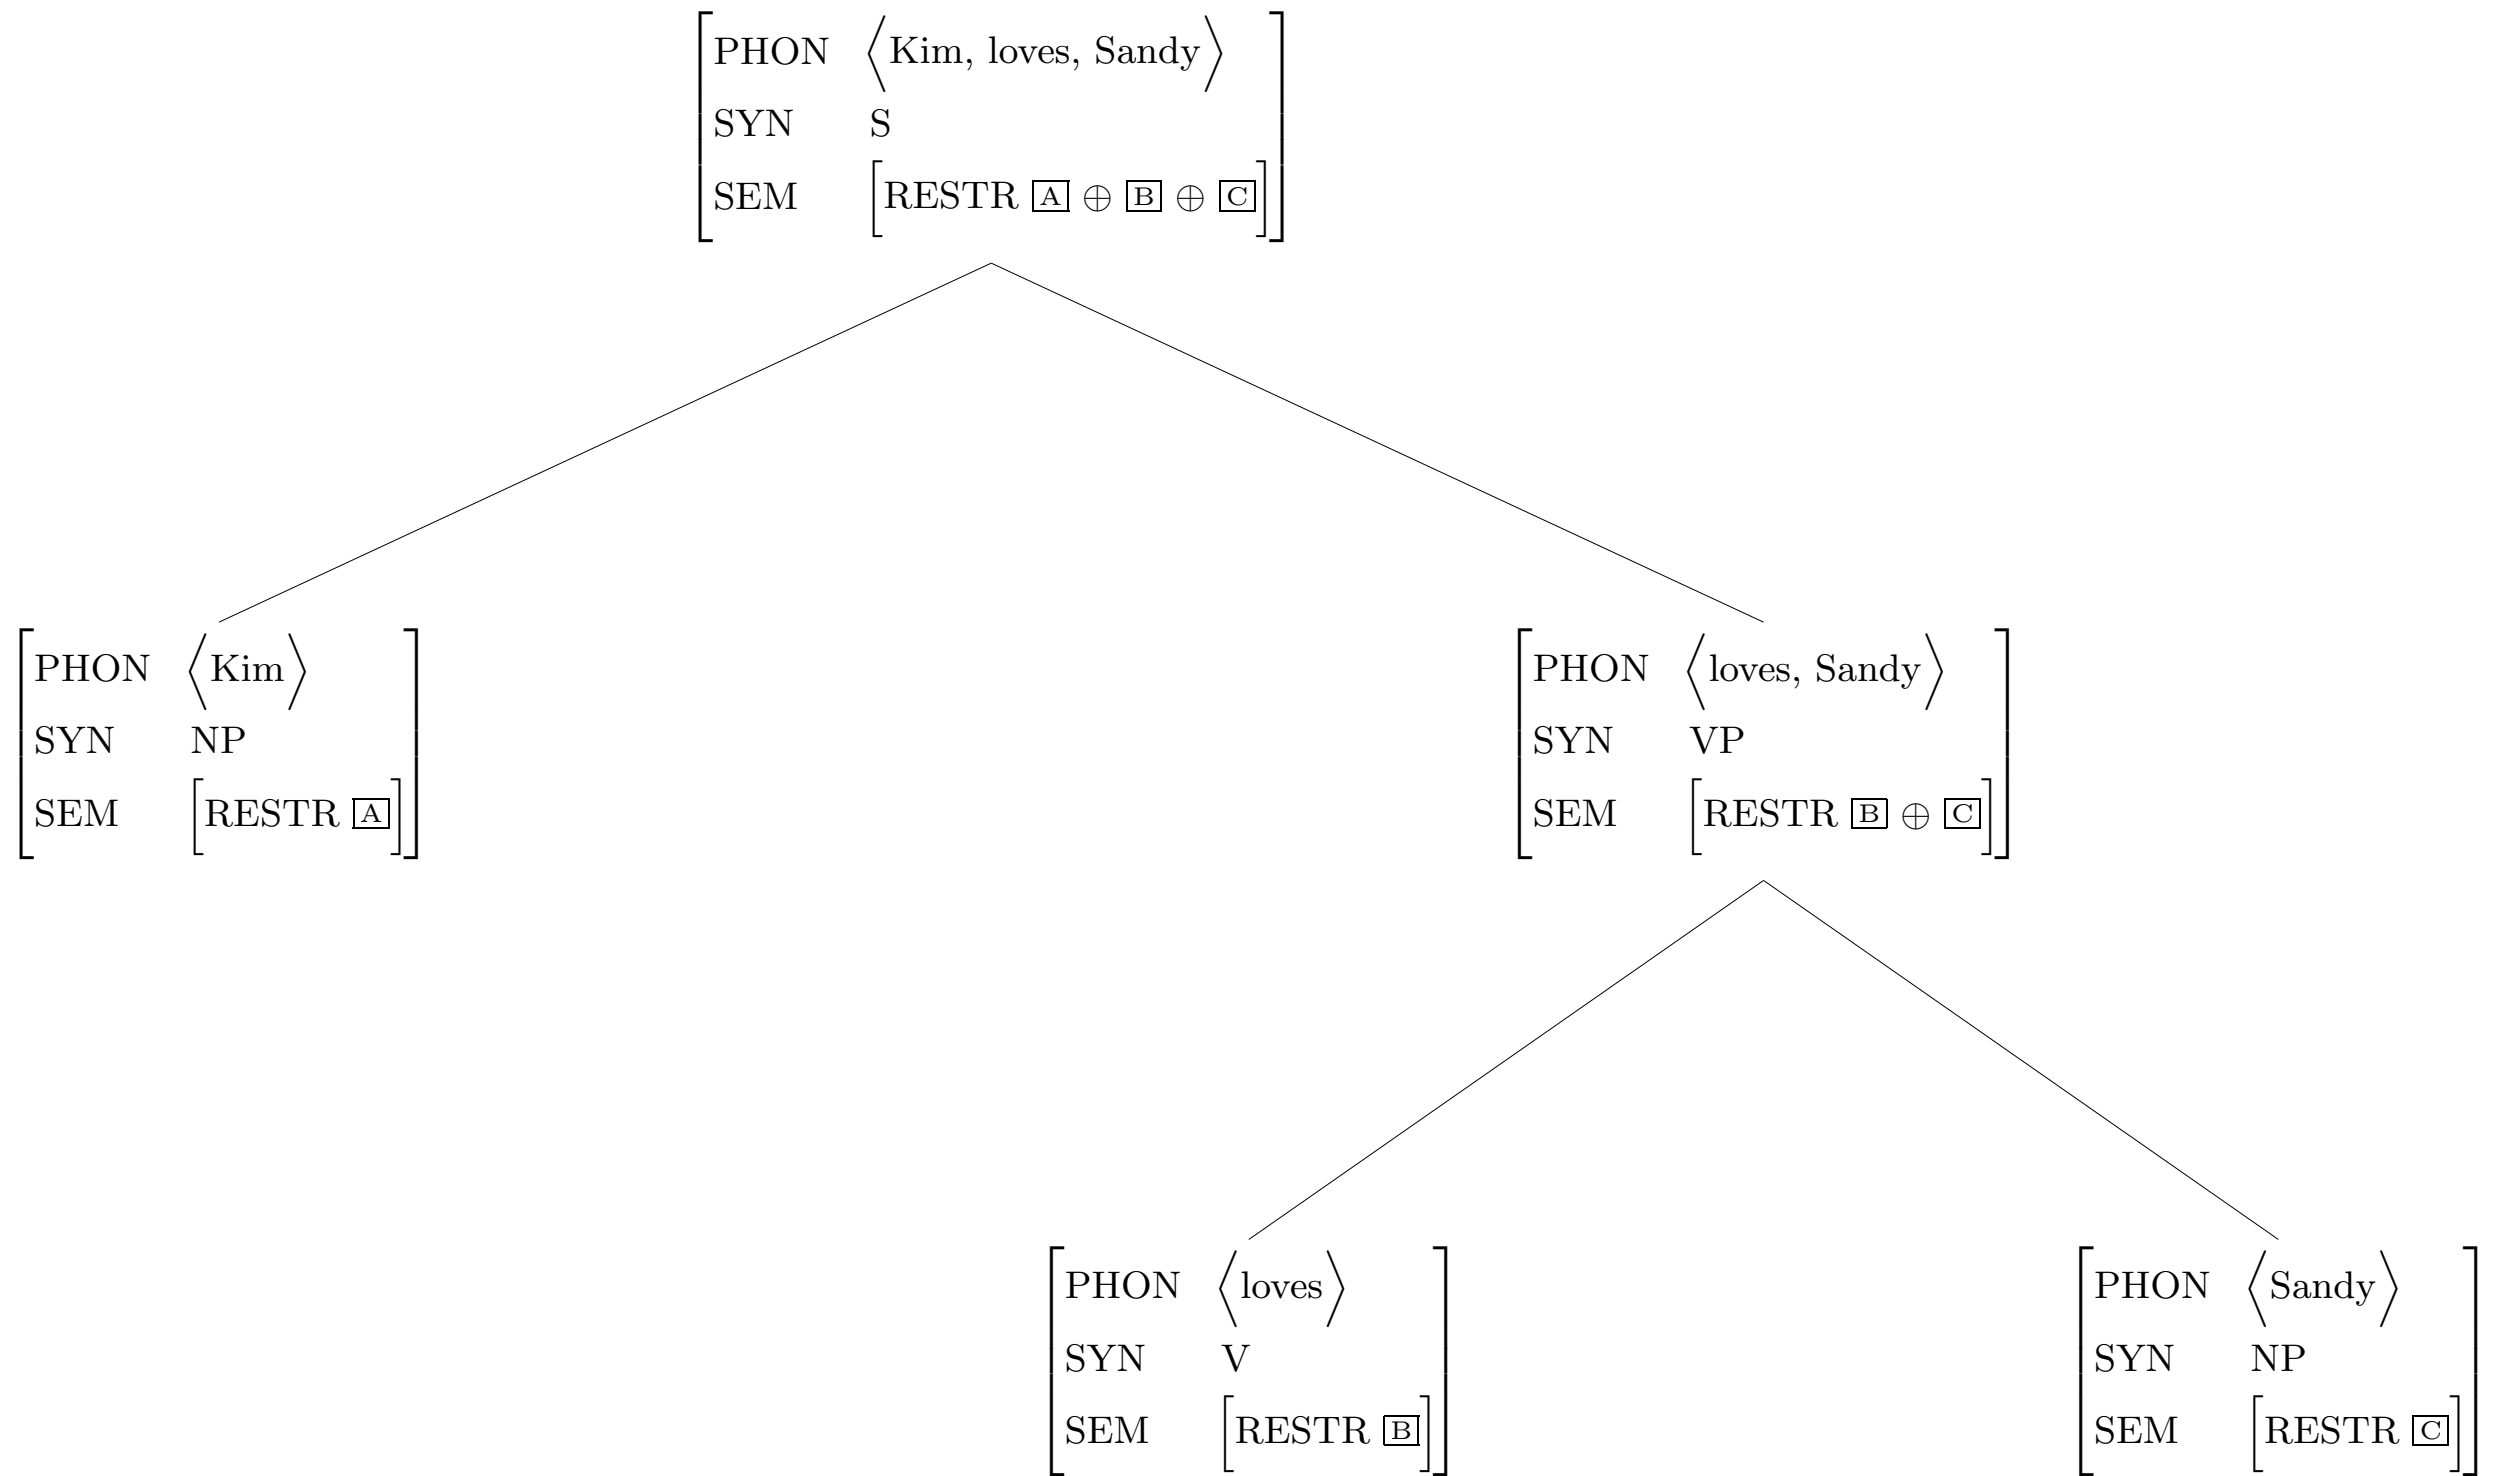 PHON ⟨Kim, loves, Sandy⟩
SYN S
SEM [RESTR A ⊕ B ⊕ C]
PHON ⟨Kim⟩
SYN NP
SEM [RESTR A]
PHON ⟨loves, Sandy⟩
SYN VP
SEM [RESTR B ⊕ C]
PHON ⟨loves⟩
SYN V
SEM [RESTR B]
PHON ⟨Sandy⟩
SYN NP
SEM [RESTR C]